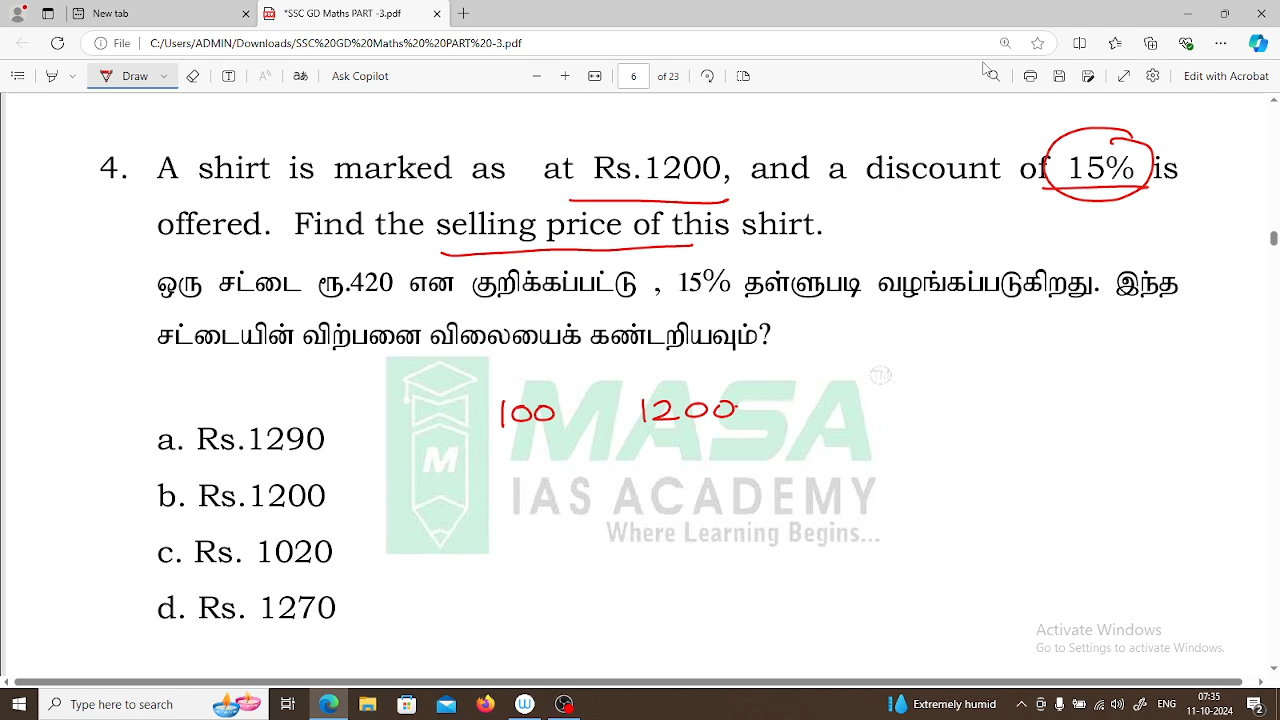 New tab
*SSC GD Maths PART -3.pdf
File C:/Users/ADMIN/Downloads/SSC%20GD%20Maths%20%20PART%20-3.pdf
Draw Ask Copilot 6 of 23 Edit with Acrobat
4. A shirt is marked as at Rs.1200, and a discount of 15% is
offered. Find the selling price of this shirt.
ஒரு சட்டை ரூ.420 என குறிக்கப்பட்டு , 15% தள்ளுபடி வழங்கப்படுகிறது. இந்த
சட்டையின் விற்பனை விலையைக் கண்டறியவும்?
100 1200
a. Rs.1290
b. Rs.1200
c. Rs. 1020
d. Rs. 1270
M
MASA TM
IAS ACADEMY
Where Learning Begins...
Activate Windows
Go to Settings to activate Windows.
Type here to search
Extremely humid
ENG
07:35
11-10-2024